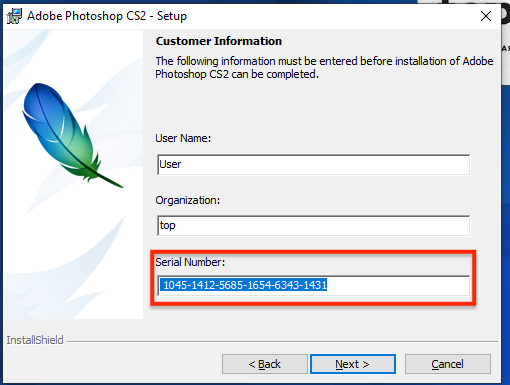 Adobe Photoshop CS2 - Setup
Customer Information
The following information must be entered before installation of Adobe
Photoshop CS2 can be completed.
User Name:
User
Organization:
top
Serial Number:
1045-1412-5685-1654-6343-1431
InstallShield
< Back
Next >
Cancel